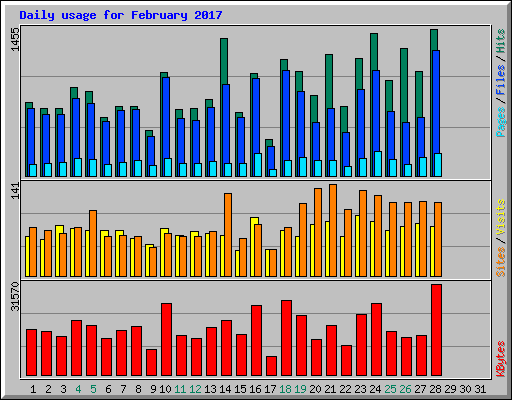 Daily usage for February 2017
1455
Pages / Files / Hits
141
Sites / Visits
31570
KBytes
1 2 3 4 5 6 7 8 9 10 11 12 13 14 15 16 17 18 19 20 21 22 23 24 25 26 27 28 29 30 31